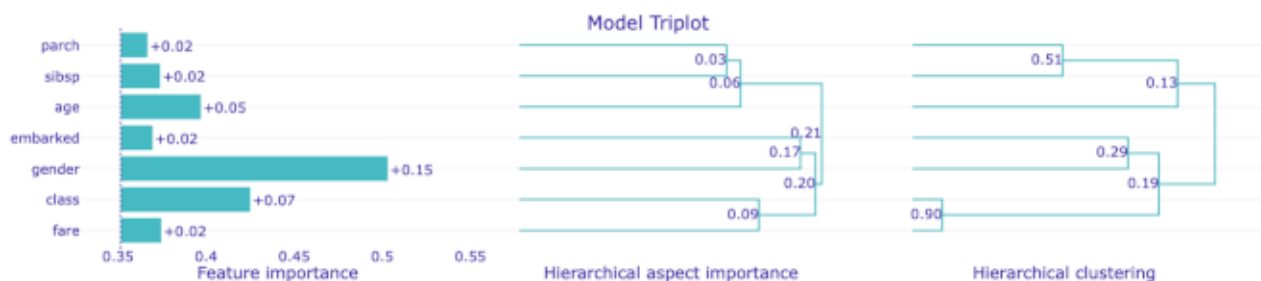 Model Triplot
parch +0.02
sibsp +0.02
age +0.05
embarked +0.02
gender +0.15
class +0.07
fare +0.02
0.35 0.4 0.45 0.5 0.55
Feature importance
0.03
0.06
0.21
0.17
0.20
0.09
Hierarchical aspect importance
0.51
0.13
0.29
0.19
0.90
Hierarchical clustering